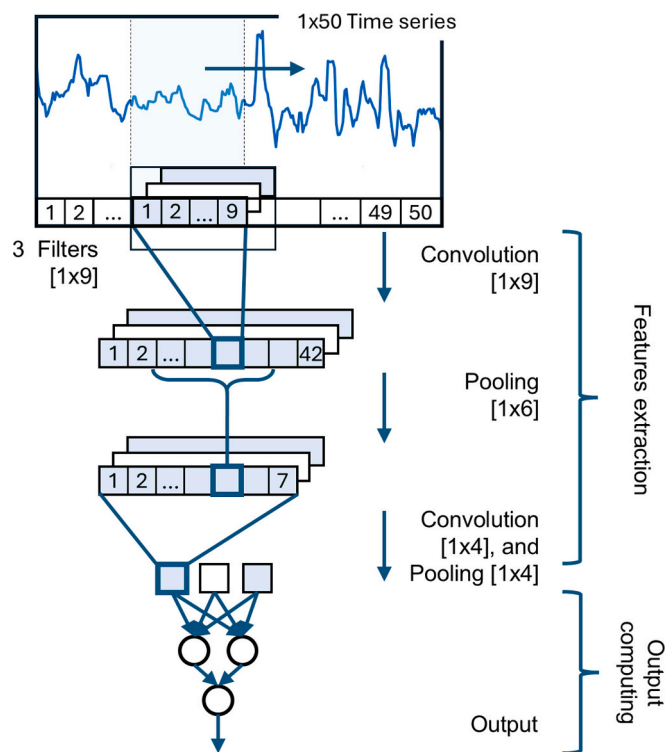 1x50 Time series
1 2 ... 1 2 ... 9 ... 49 50
3 Filters
[1x9]
Convolution
[1x9]
1 2 ... 42
Pooling
[1x6]
Features extraction
1 2 ... 7
Convolution
[1x4], and
Pooling [1x4]
Output
computing
Output